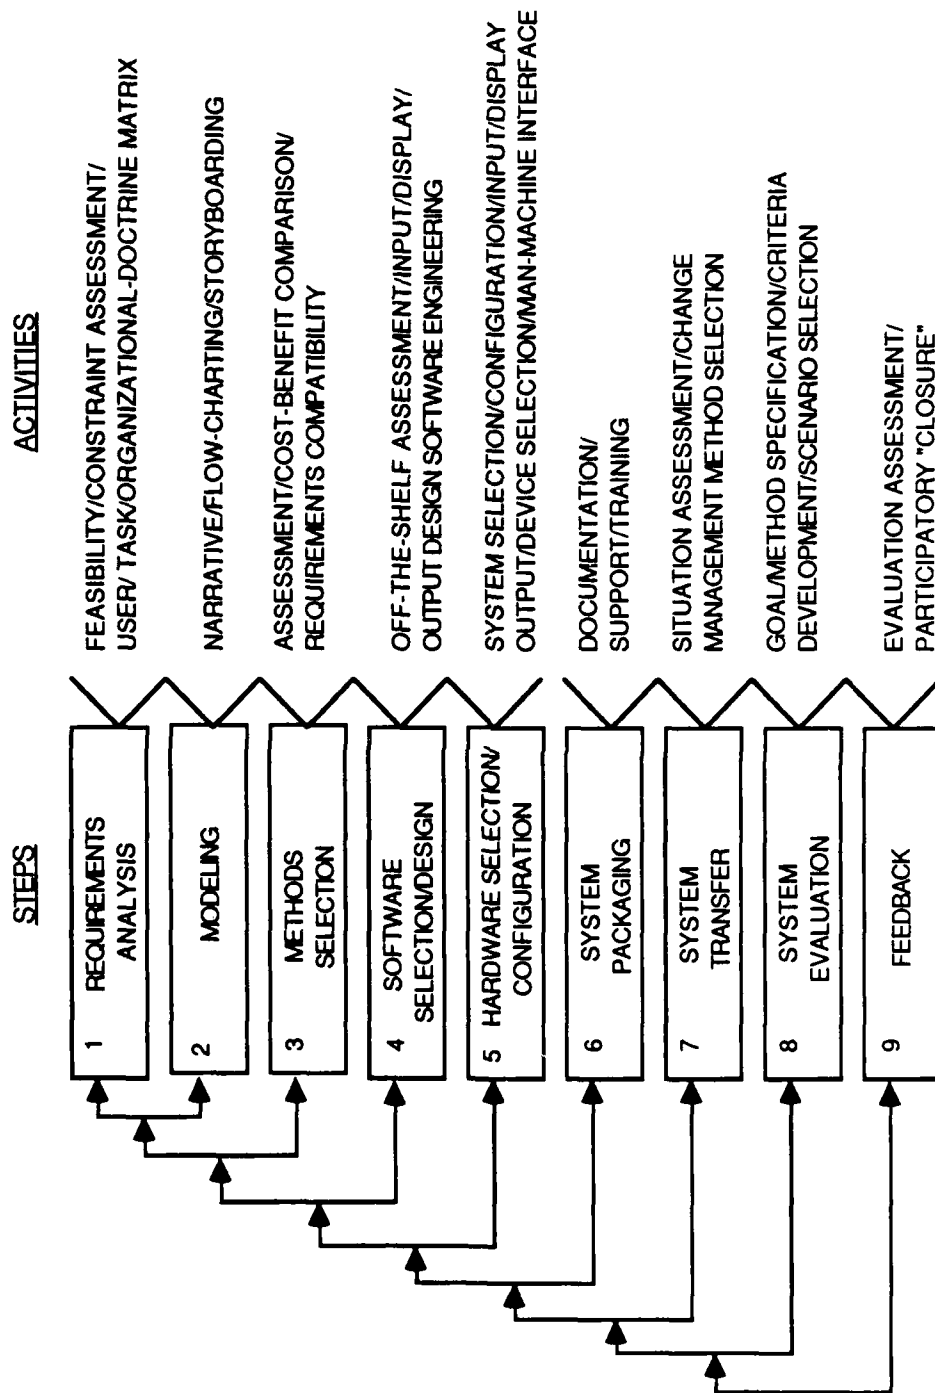 STEPS
ACTIVITIES
1 REQUIREMENTS
ANALYSIS
FEASIBILITY/CONSTRAINT ASSESSMENT/
USER/ TASK/ORGANIZATIONAL-DOCTRINE MATRIX
2 MODELING
NARRATIVE/FLOW-CHARTING/STORYBOARDING
3 METHODS
SELECTION
ASSESSMENT/COST-BENEFIT COMPARISON/
REQUIREMENTS COMPATIBILITY
4 SOFTWARE
SELECTION/DESIGN
OFF-THE-SHELF ASSESSMENT/INPUT/DISPLAY/
OUTPUT DESIGN SOFTWARE ENGINEERING
5 HARDWARE SELECTION/
CONFIGURATION
SYSTEM SELECTION/CONFIGURATION/INPUT/DISPLAY
OUTPUT/DEVICE SELECTION/MAN-MACHINE INTERFACE
6 SYSTEM
PACKAGING
DOCUMENTATION/
SUPPORT/TRAINING
7 SYSTEM
TRANSFER
SITUATION ASSESSMENT/CHANGE
MANAGEMENT METHOD SELECTION
8 SYSTEM
EVALUATION
GOAL/METHOD SPECIFICATION/CRITERIA
DEVELOPMENT/SCENARIO SELECTION
9 FEEDBACK
EVALUATION ASSESSMENT/
PARTICIPATORY "CLOSURE"